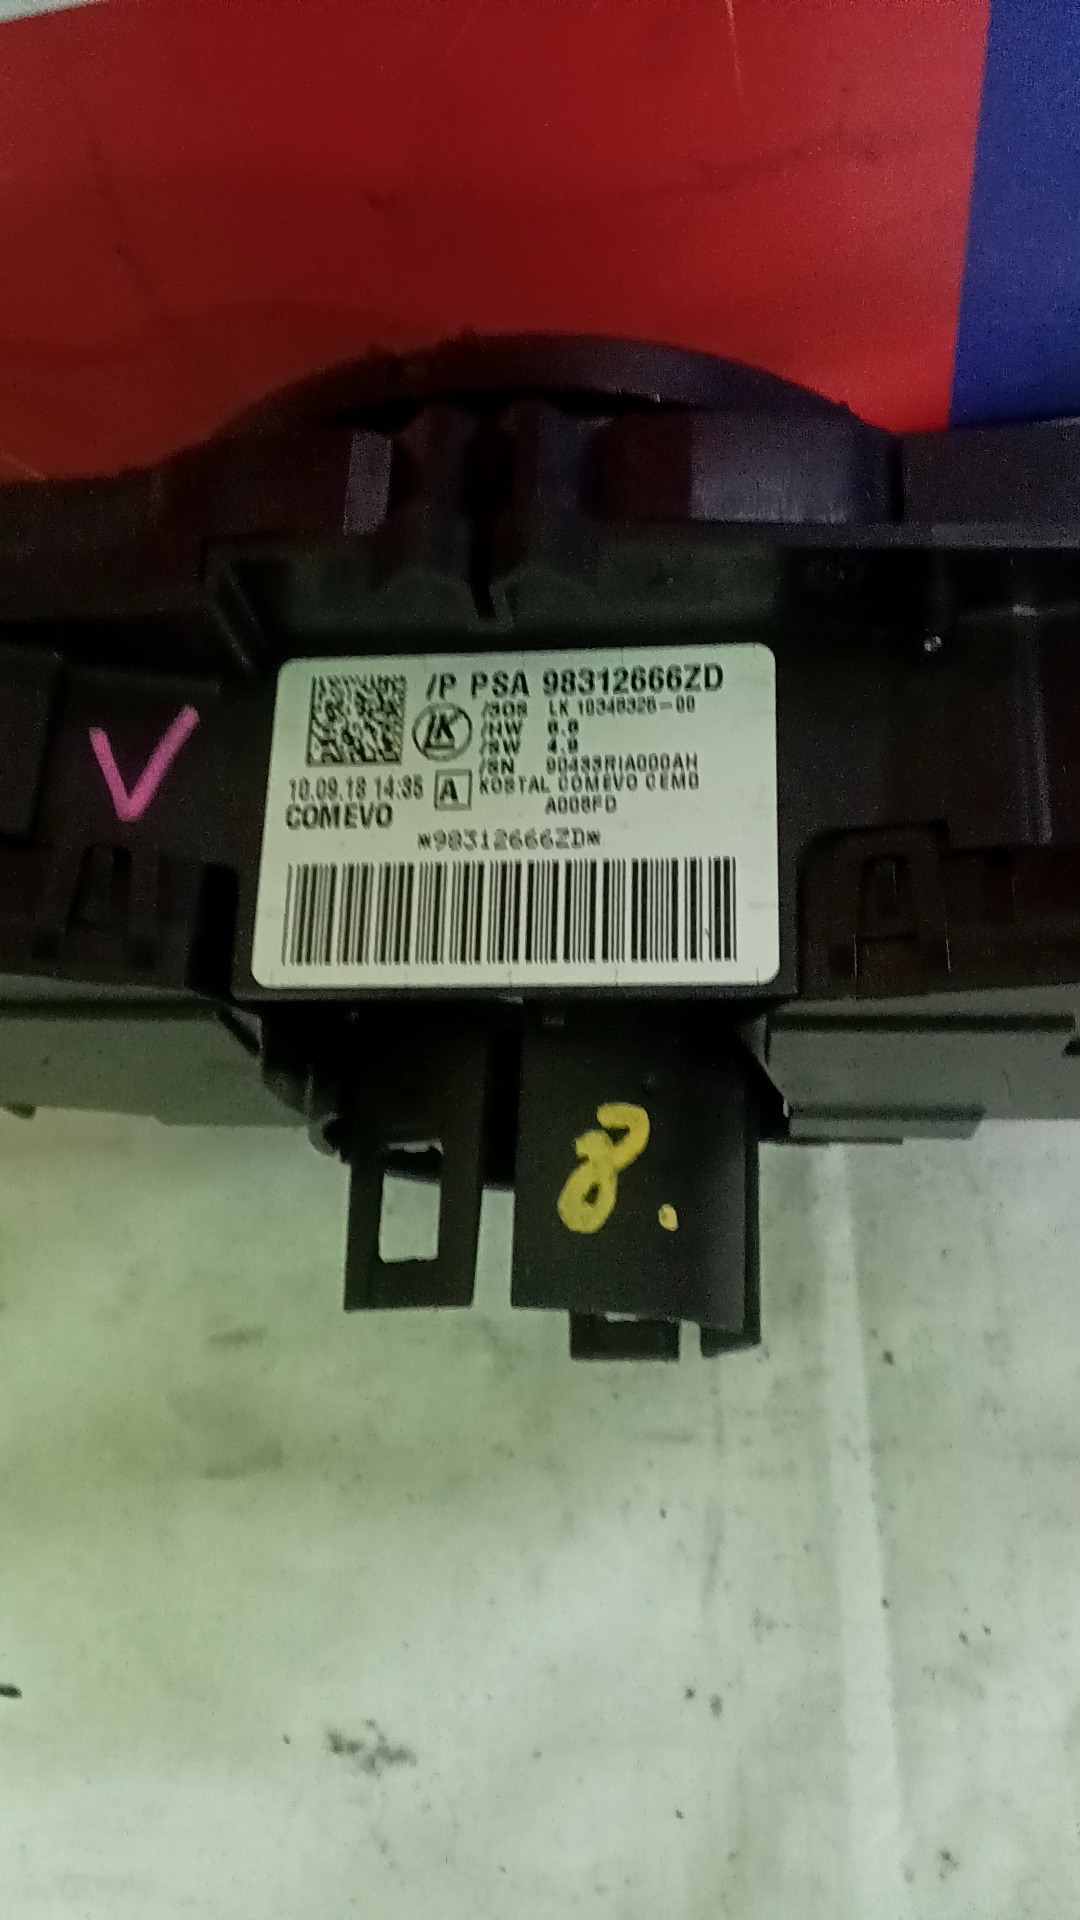 /P PSA 98312666ZD
LK /SOS LK 10348326-00
/HW 6.0
/SW 4.0
/SN 90433RIA000AH
10.09.18 14:35 A KOSTAL COMEVO CEMO
COMEVO A008FD
*98312666ZD*
V
8.